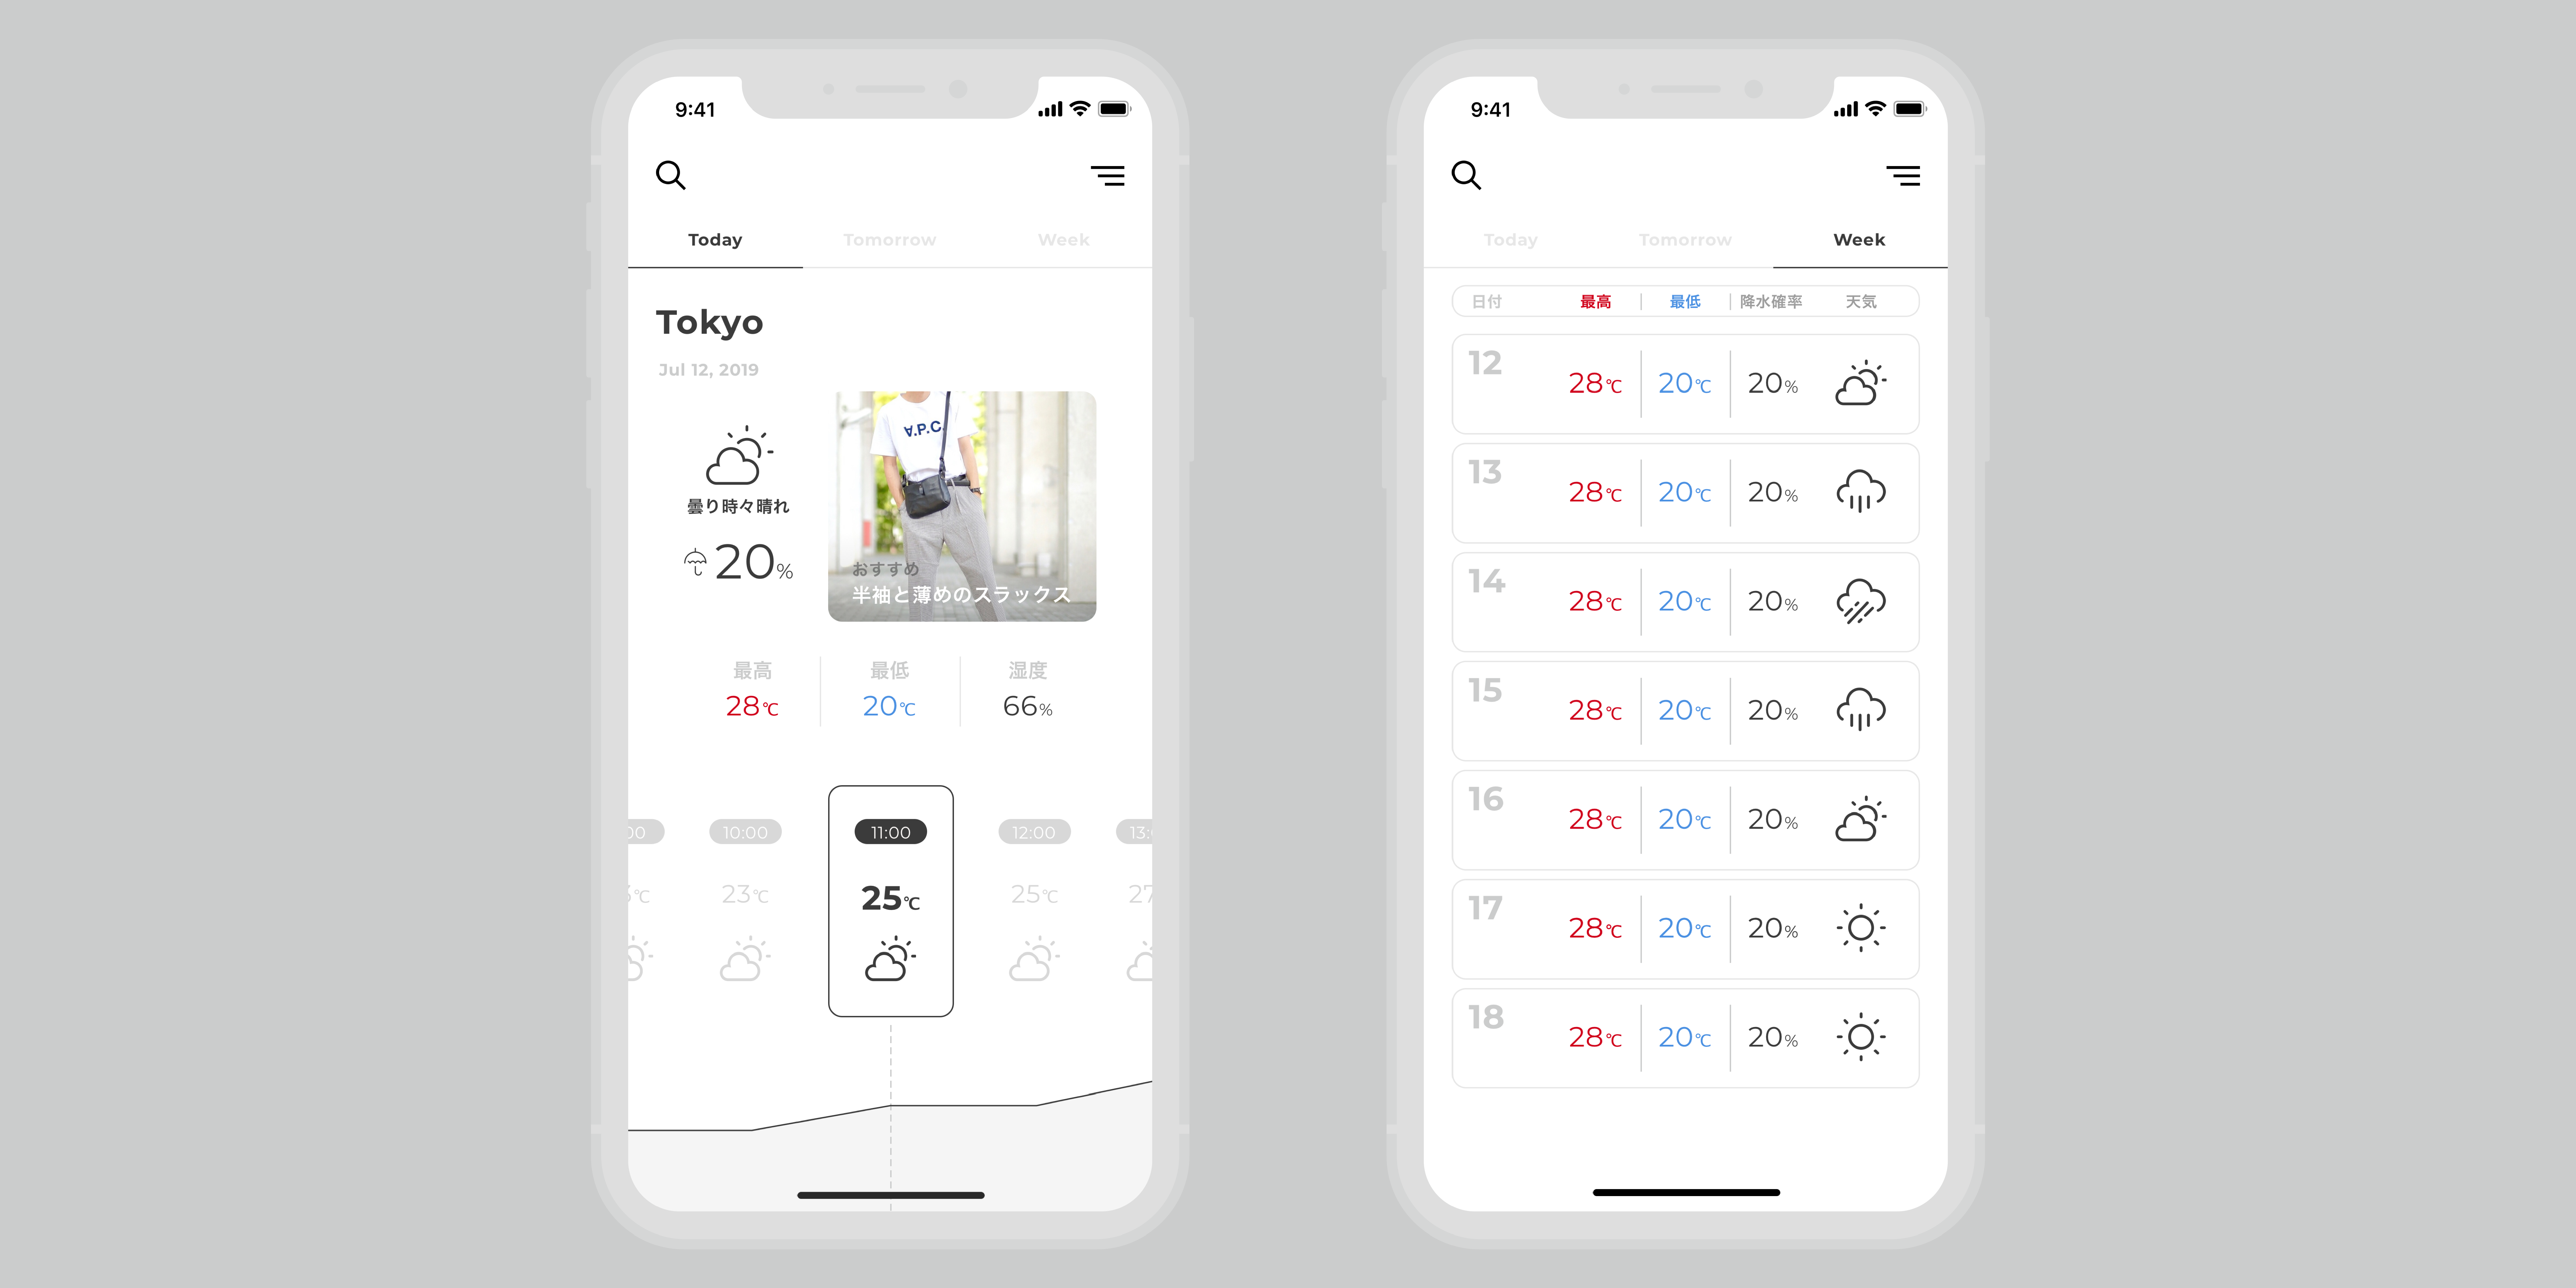 9:41
Today Tomorrow Week
Tokyo
Jul 12, 2019
曇り時々晴れ
20%
A.P.C.
おすすめ
半袖と薄めのスラックス
最高 最低 湿度
28℃ 20℃ 66%
10:00 11:00 12:00
23℃ 25℃ 25℃ 27
9:41
Today Tomorrow Week
日付 最高 最低 降水確率 天気
12 28℃ 20℃ 20%
13 28℃ 20℃ 20%
14 28℃ 20℃ 20%
15 28℃ 20℃ 20%
16 28℃ 20℃ 20%
17 28℃ 20℃ 20%
18 28℃ 20℃ 20%